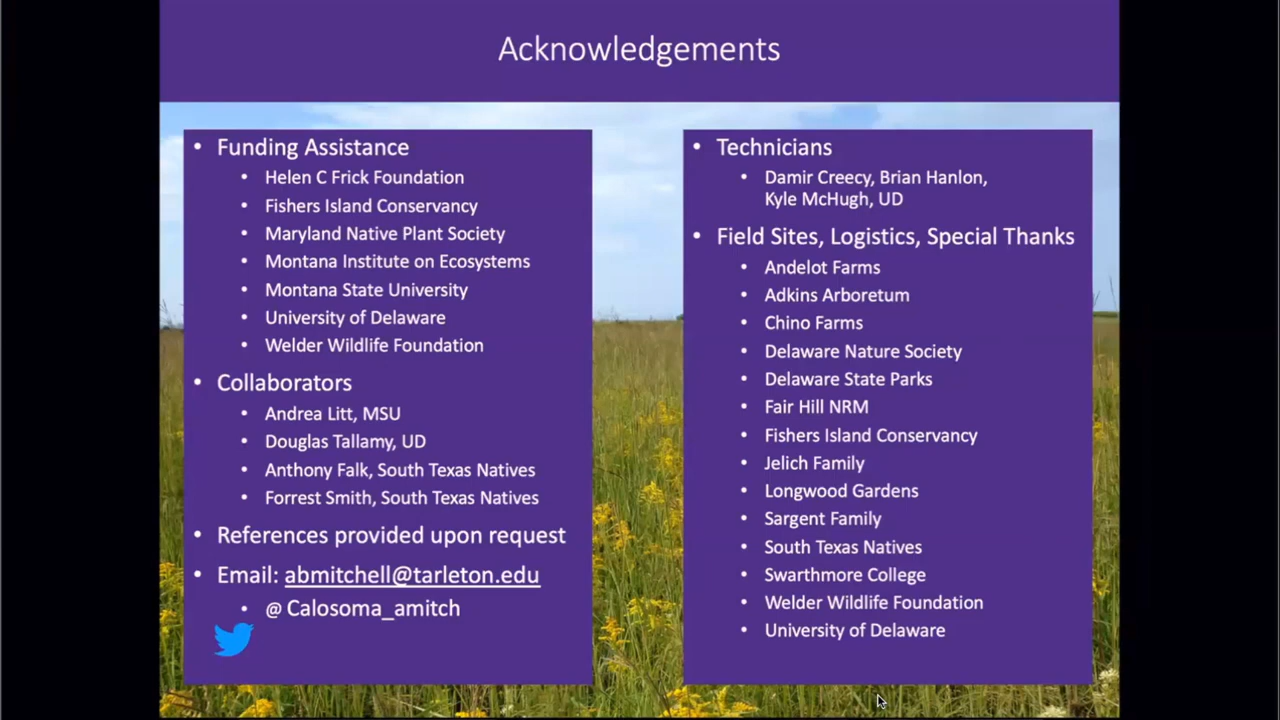 Acknowledgements
• Funding Assistance
• Helen C Frick Foundation
• Fishers Island Conservancy
• Maryland Native Plant Society
• Montana Institute on Ecosystems
• Montana State University
• University of Delaware
• Welder Wildlife Foundation
• Collaborators
• Andrea Litt, MSU
• Douglas Tallamy, UD
• Anthony Falk, South Texas Natives
• Forrest Smith, South Texas Natives
• References provided upon request
• Email: abmitchell@tarleton.edu
• @ Calosoma_amitch
• Technicians
• Damir Creecy, Brian Hanlon,
Kyle McHugh, UD
• Field Sites, Logistics, Special Thanks
• Andelot Farms
• Adkins Arboretum
• Chino Farms
• Delaware Nature Society
• Delaware State Parks
• Fair Hill NRM
• Fishers Island Conservancy
• Jelich Family
• Longwood Gardens
• Sargent Family
• South Texas Natives
• Swarthmore College
• Welder Wildlife Foundation
• University of Delaware